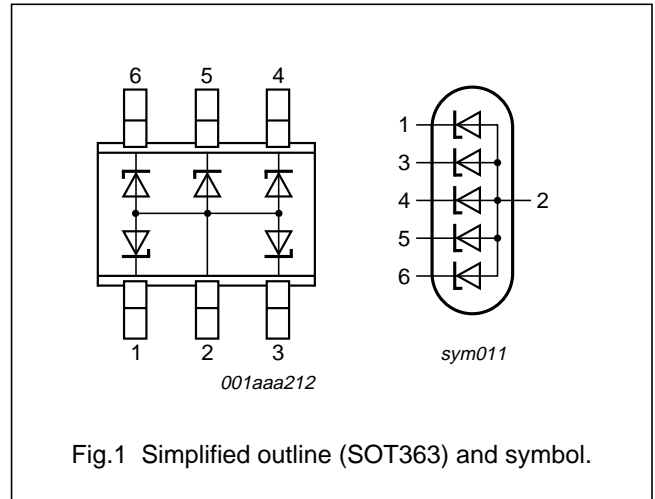 6 5 4
1 2 3
001aaa212
1
3
4
5
6
2
sym011
Fig.1 Simplified outline (SOT363) and symbol.